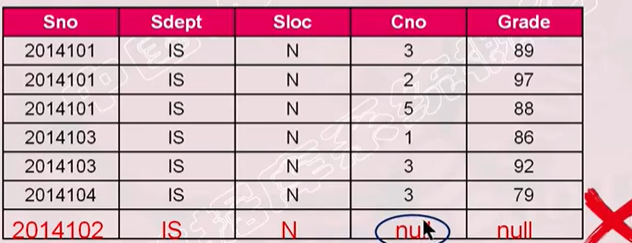 Sno Sdept Sloc Cno Grade
2014101 IS N 3 89
2014101 IS N 2 97
2014101 IS N 5 88
2014103 IS N 1 86
2014103 IS N 3 92
2014104 IS N 3 79
2014102 IS N null null